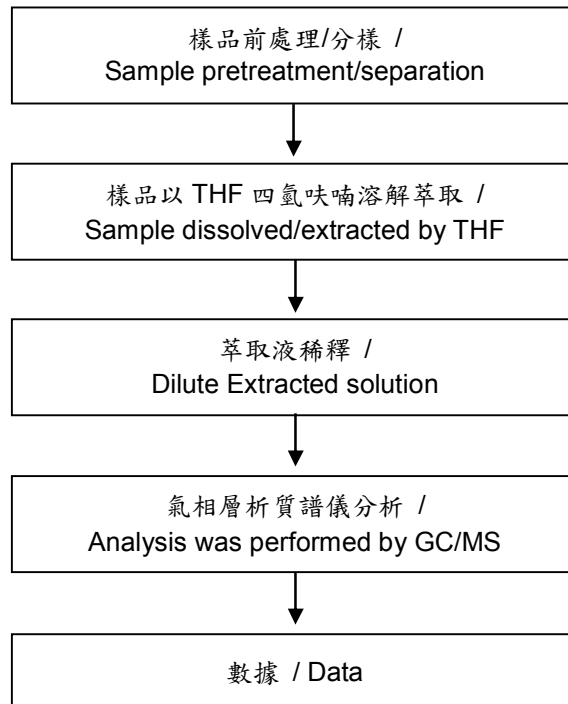 樣品前處理/分樣 /
Sample pretreatment/separation
樣品以 THF 四氫呋喃溶解萃取 /
Sample dissolved/extracted by THF
萃取液稀釋 /
Dilute Extracted solution
氣相層析質譜儀分析 /
Analysis was performed by GC/MS
數據 / Data